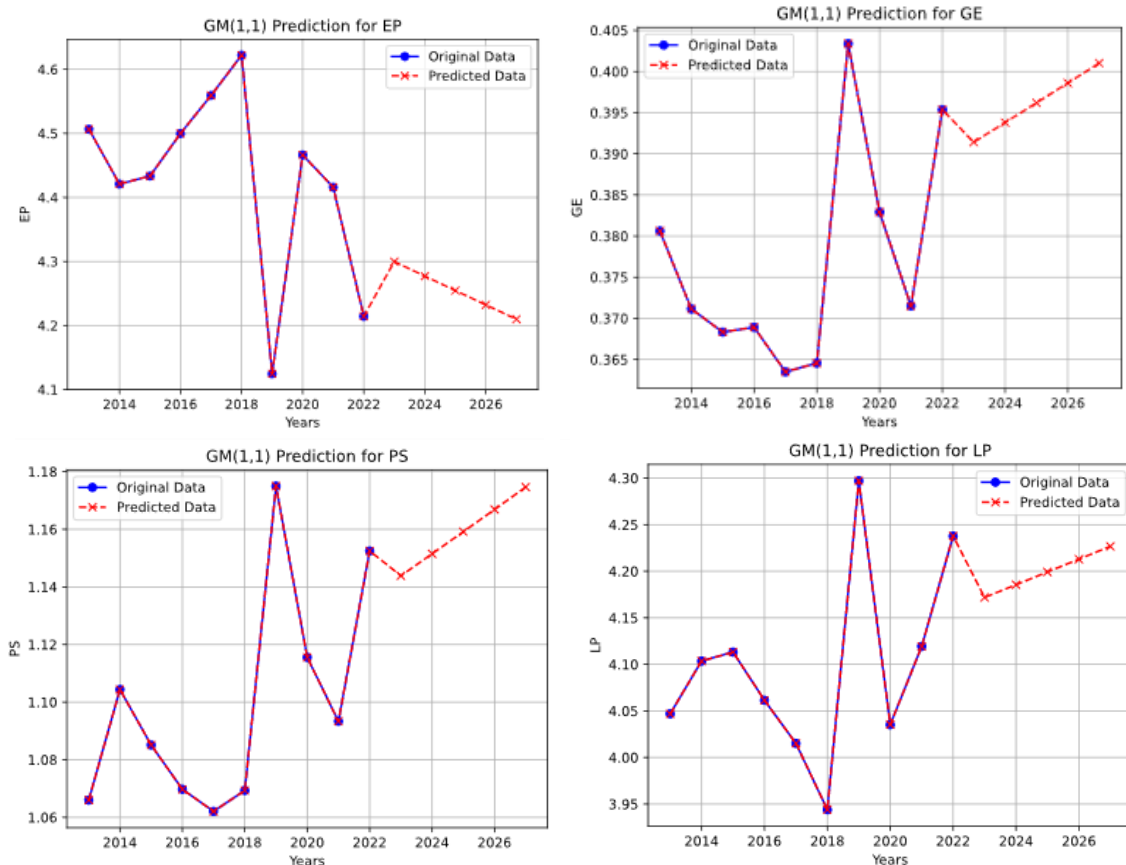 GM(1,1) Prediction for EP
4.6
4.5
4.4
4.3
4.2
4.1
EP
Original Data
Predicted Data
2014 2016 2018 2020 2022 2024 2026
Years
GM(1,1) Prediction for GE
0.405
0.400
0.395
0.390
0.385
0.380
0.375
0.370
0.365
GE
Original Data
Predicted Data
2014 2016 2018 2020 2022 2024 2026
Years
GM(1,1) Prediction for PS
1.18
1.16
1.14
1.12
1.10
1.08
1.06
PS
Original Data
Predicted Data
2014 2016 2018 2020 2022 2024 2026
Years
GM(1,1) Prediction for LP
4.30
4.25
4.20
4.15
4.10
4.05
4.00
3.95
LP
Original Data
Predicted Data
2014 2016 2018 2020 2022 2024 2026
Years